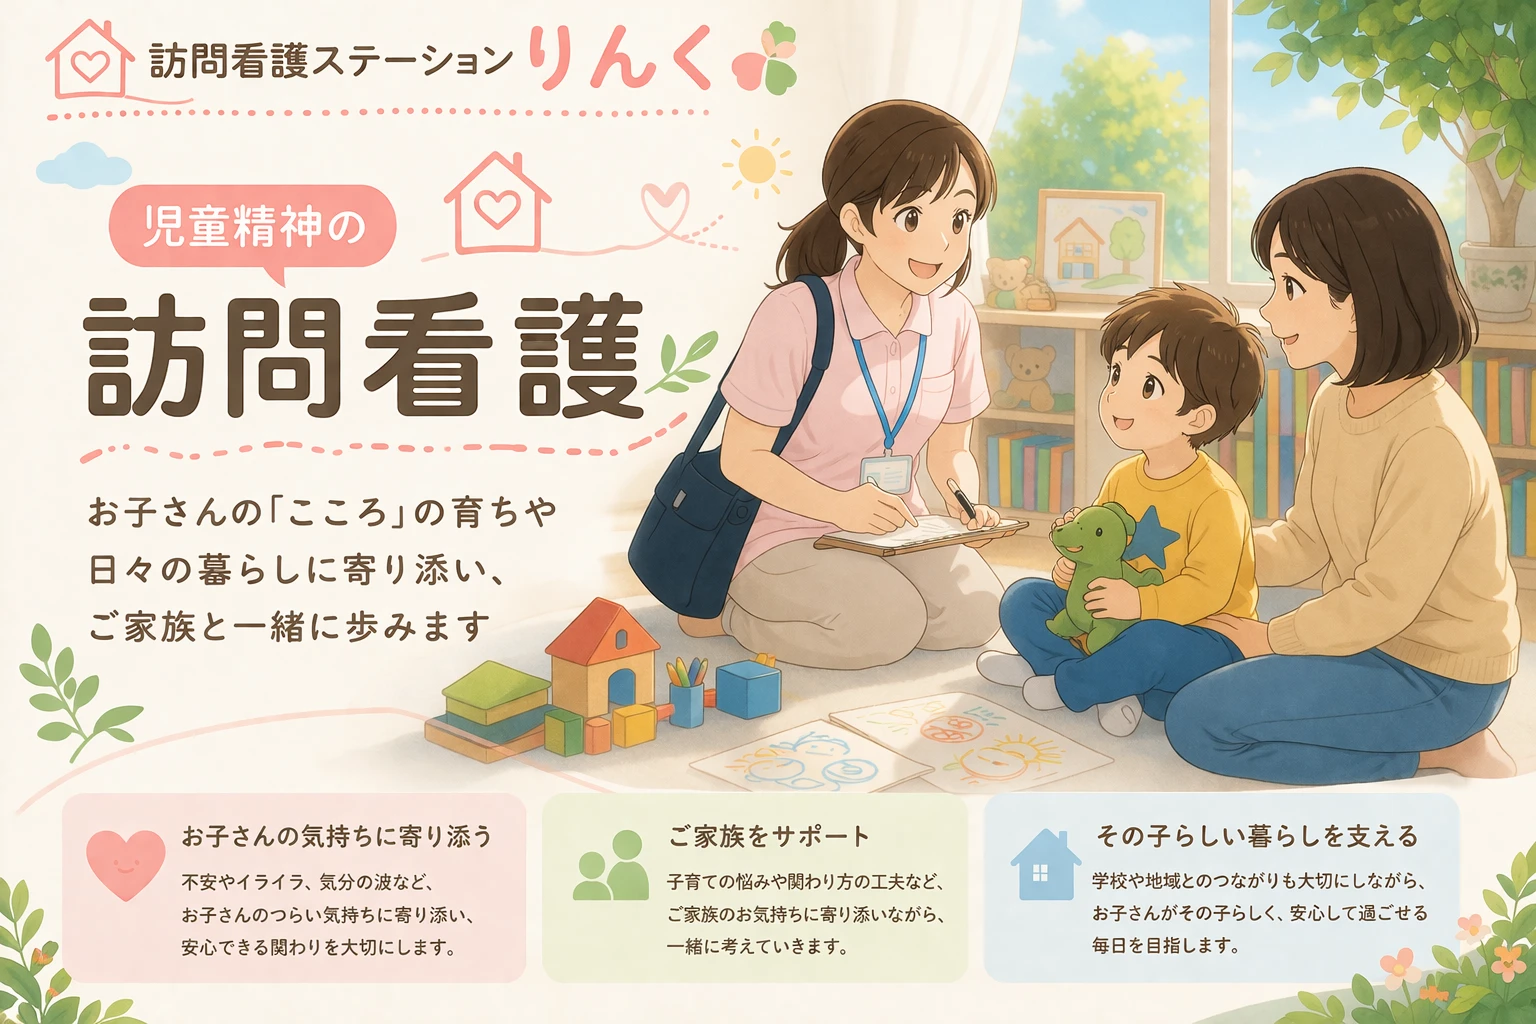 訪問看護ステーション りんく
児童精神の
訪問看護
お子さんの「こころ」の育ちや
日々の暮らしに寄り添い、
ご家族と一緒に歩みます
お子さんの気持ちに寄り添う
不安やイライラ、気分の波など、
お子さんのつらい気持ちに寄り添い、
安心できる関わりを大切にします。
ご家族をサポート
子育ての悩みや関わり方の工夫など、
ご家族のお気持ちに寄り添いながら、
一緒に考えていきます。
その子らしい暮らしを支える
学校や地域とのつながりも大切にしながら、
お子さんがその子らしく、安心して過ごせる
毎日を目指します。